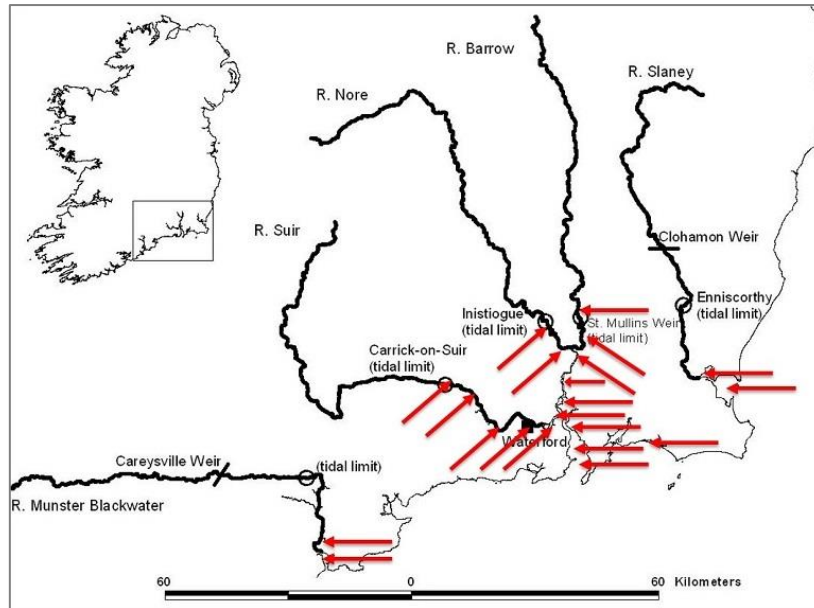 R. Barrow
R. Nore
R. Slaney
R. Suir
Clohamon Weir
Enniscorthy
(tidal limit)
Inistiogue
(tidal limit)
St. Mullins Weir
(tidal limit)
Carrick-on-Suir
(tidal limit)
Waterford
Careysville Weir
(tidal limit)
R. Munster Blackwater
60
0
60
Kilometers